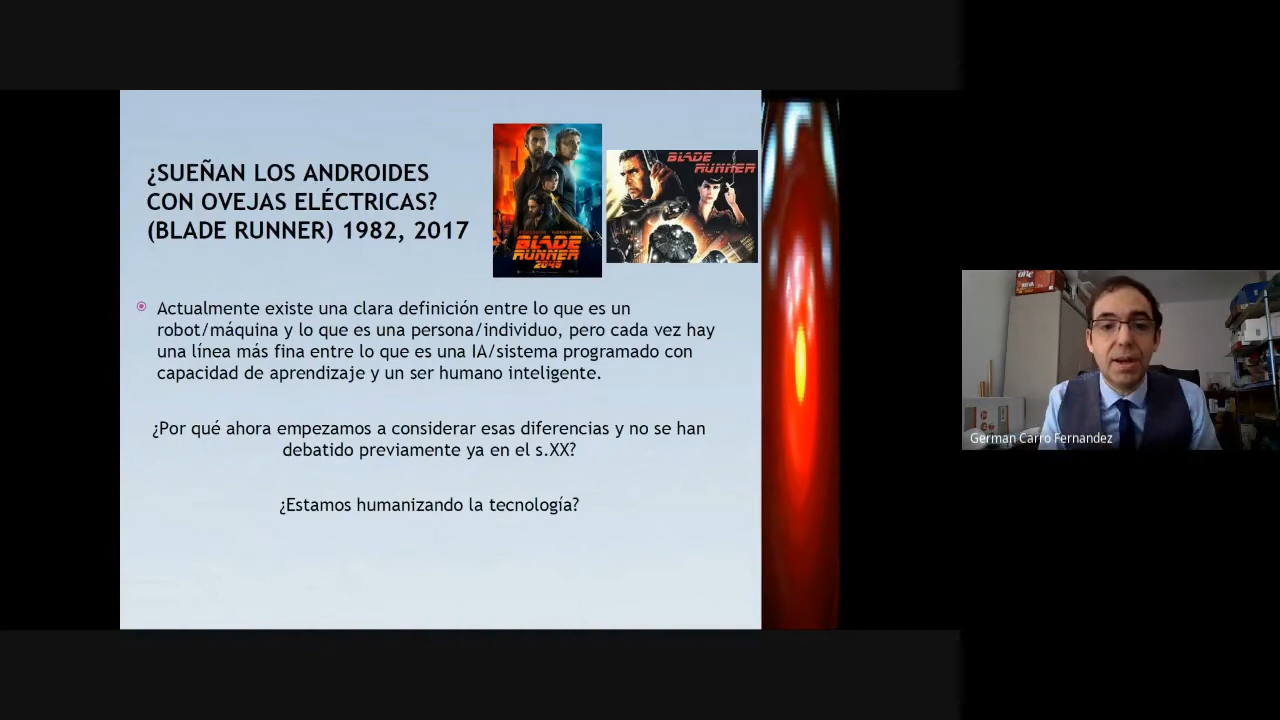 ¿SUEÑAN LOS ANDROIDES
CON OVEJAS ELÉCTRICAS?
(BLADE RUNNER) 1982, 2017
BLADE
RUNNER
2049
BLADE
RUNNER
Actualmente existe una clara definición entre lo que es un
robot/máquina y lo que es una persona/individuo, pero cada vez hay
una línea más fina entre lo que es una IA/sistema programado con
capacidad de aprendizaje y un ser humano inteligente.
¿Por qué ahora empezamos a considerar esas diferencias y no se han
debatido previamente ya en el s.XX?
¿Estamos humanizando la tecnología?
German Carro Fernandez